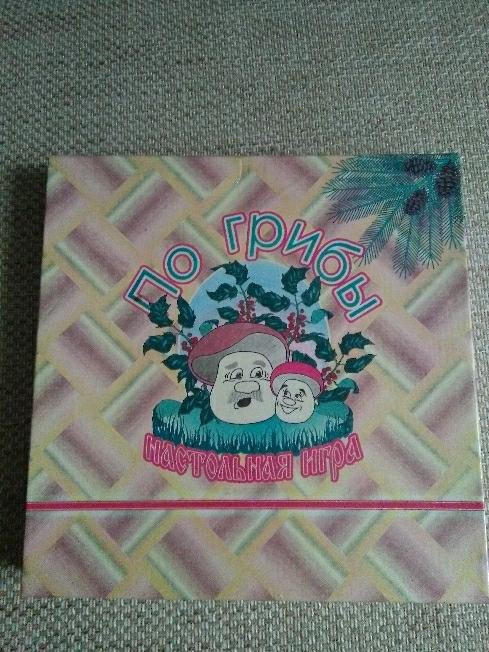 По грибы
настольная игра